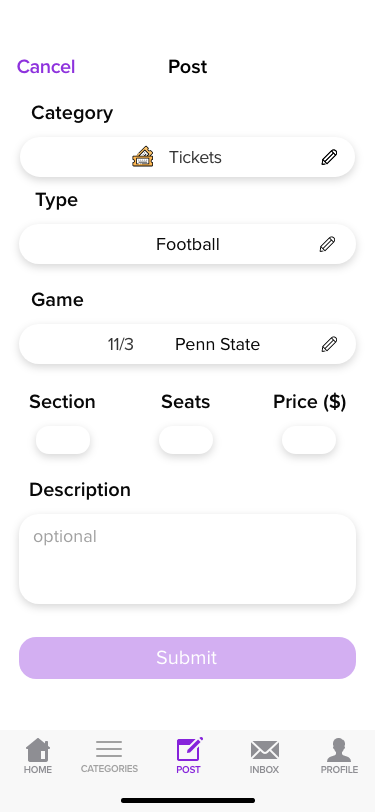 Cancel Post
Category
Tickets
Type
Football
Game
11/3 Penn State
Section Seats Price ($)
Description
optional
Submit
HOME CATEGORIES POST INBOX PROFILE